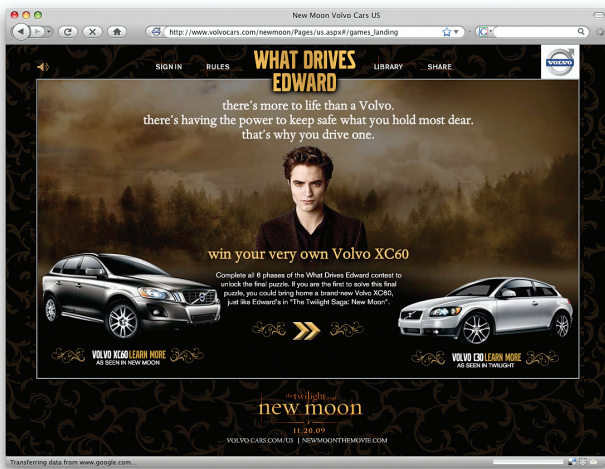 New Moon Volvo Cars US
http://www.volvocars.com/newmoon/Pages/us.aspx#/games_landing
SIGN IN
RULES
WHAT DRIVES
EDWARD
LIBRARY
SHARE
VOLVO
there's more to life than a Volvo.
there's having the power to keep safe what you hold most dear.
that's why you drive one.
win your very own Volvo XC60
Complete all 6 phases of the What Drives Edward contest to
unlock the final puzzle. If you are the first to solve this final
puzzle, you could bring home a brand-new Volvo XC60,
just like Edward's in "The Twilight Saga: New Moon".
VOLVO XC60 LEARN MORE
AS SEEN IN NEW MOON
VOLVO C30 LEARN MORE
AS SEEN IN TWILIGHT
the twilight saga
new moon
11.20.09
VOLVO CARS.COM/US | NEWMOONTHEMOVIE.COM
Transferring data from www.google.com...